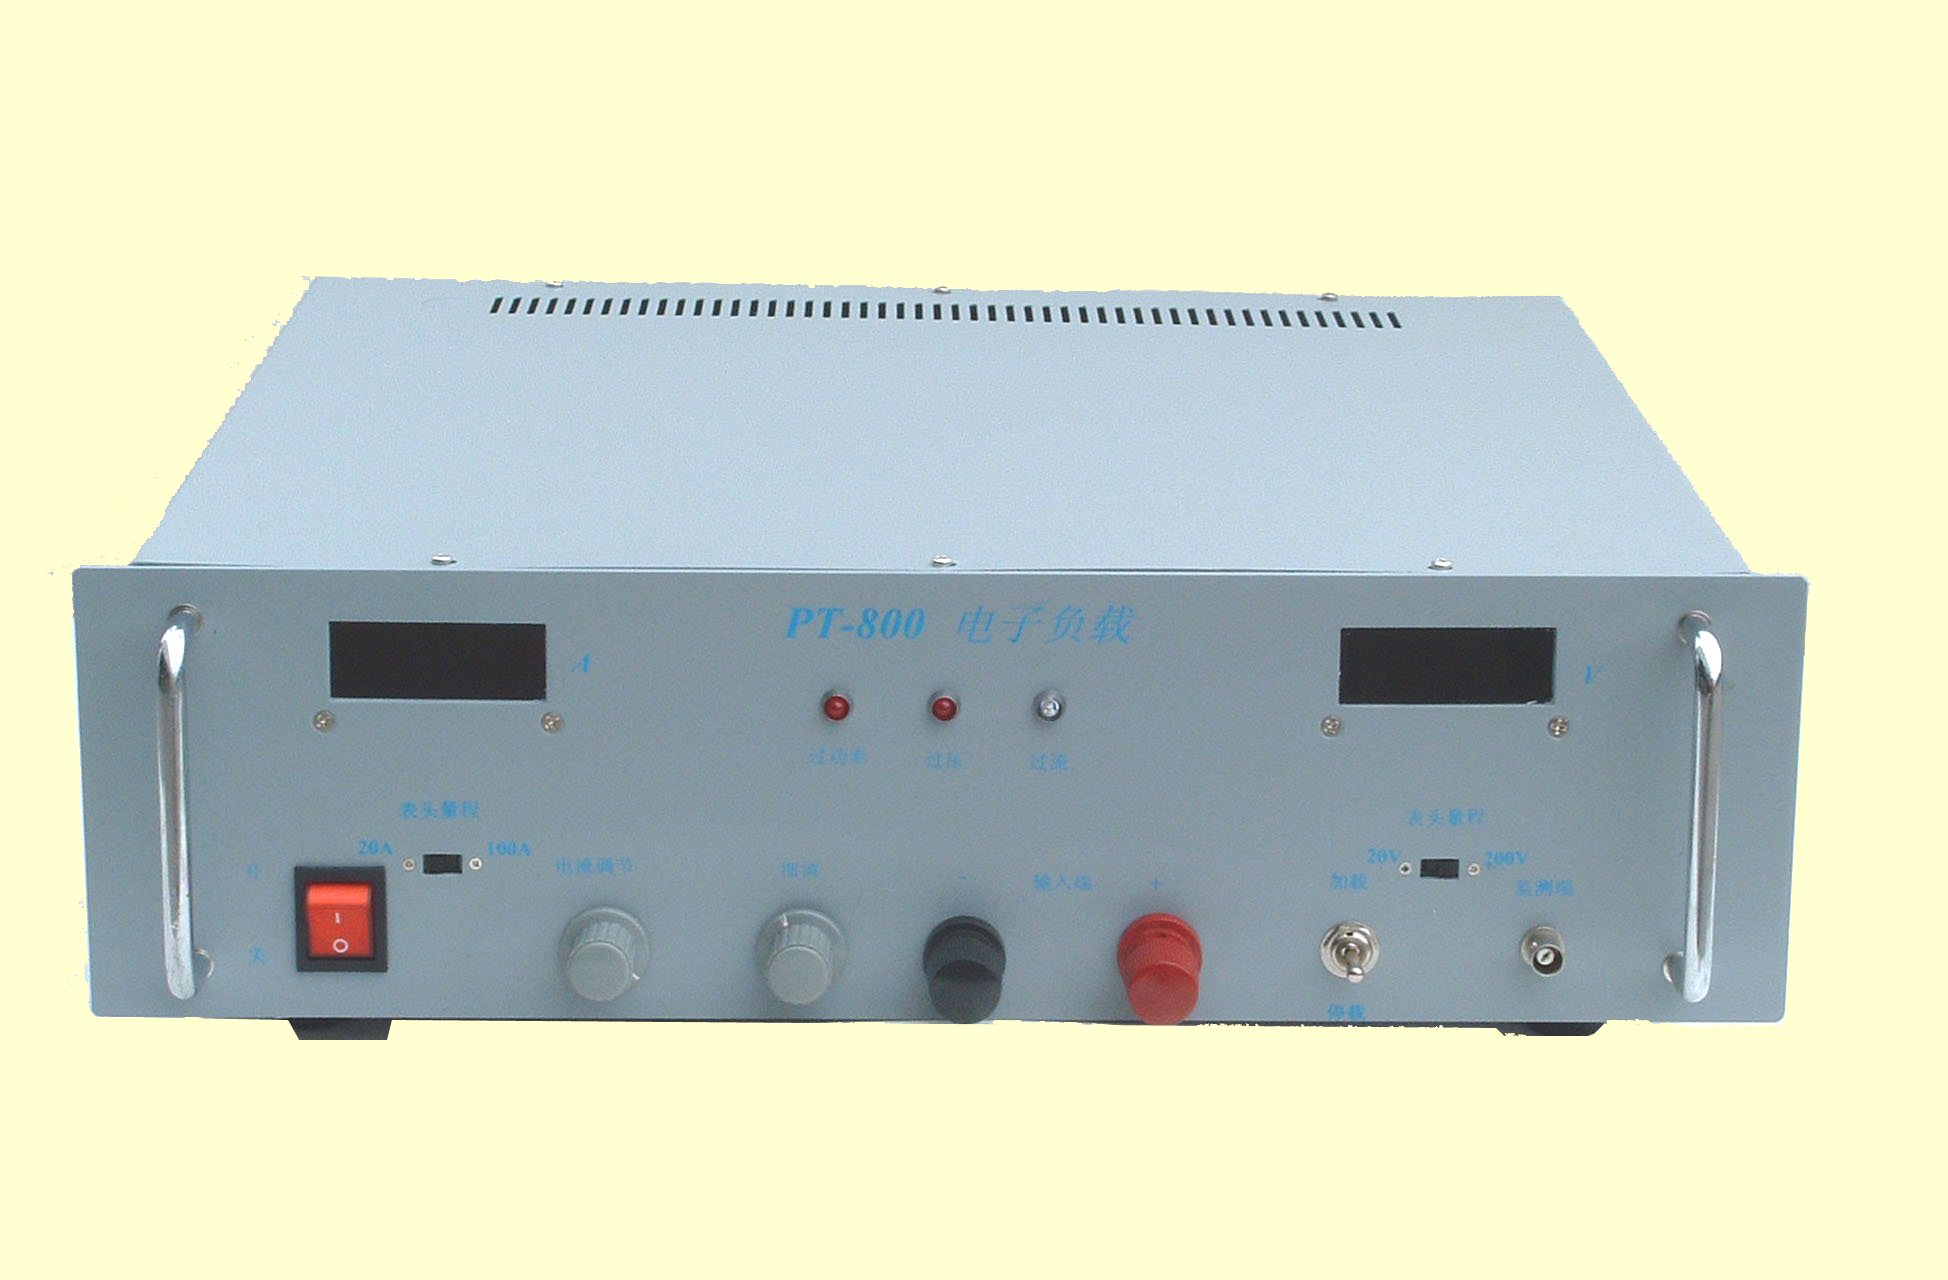 PT-800 电子负载
A
V
过功率 过压 过流
表头量程
20A 100A
表头量程
20V 200V
开
关
电流调节
细调
- 输入端 +
加载
停载
监测端